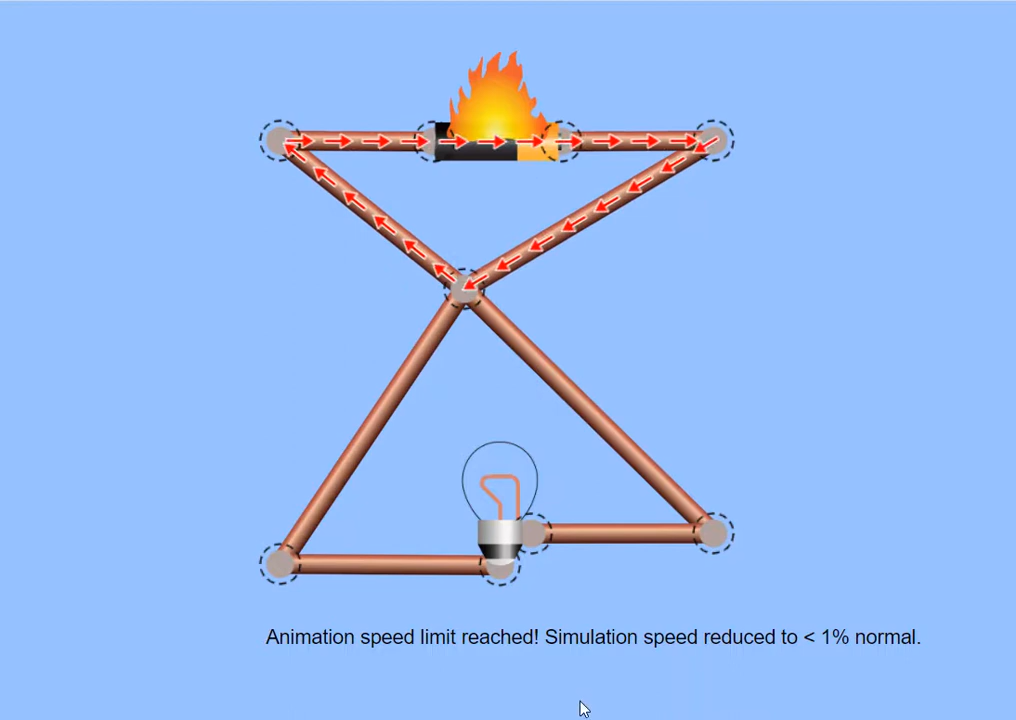 Animation speed limit reached! Simulation speed reduced to < 1% normal.